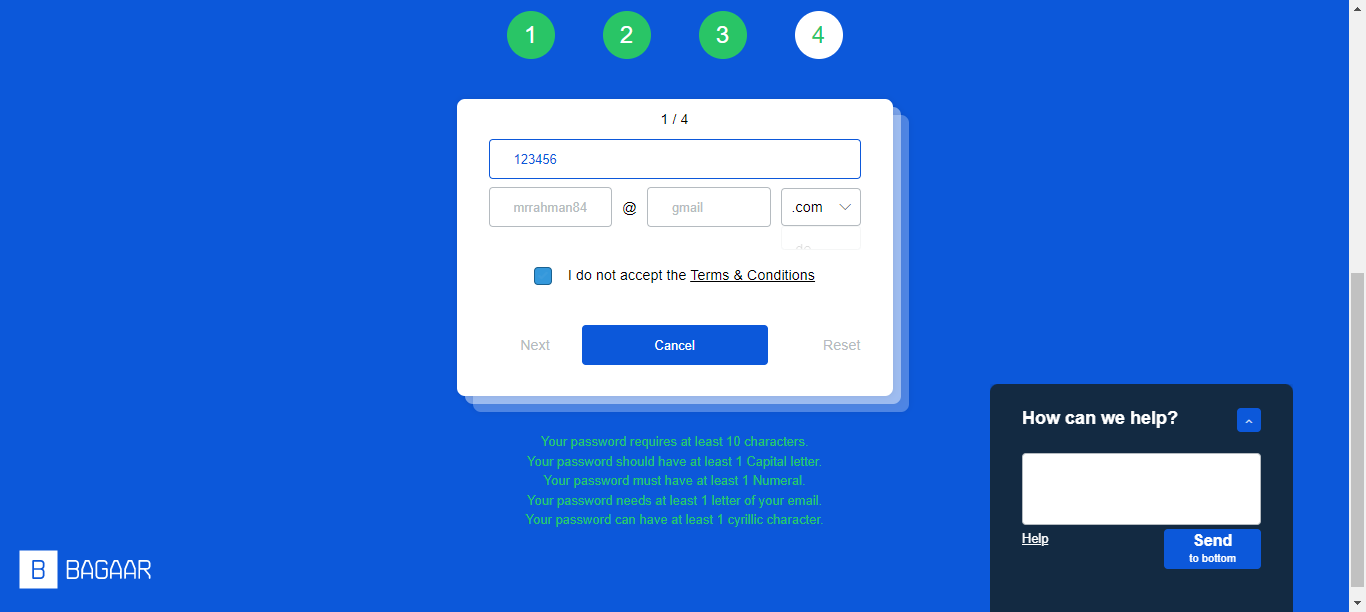 1 2 3 4
1 / 4
123456
mrrahman84 @ gmail .com
I do not accept the Terms & Conditions
Next Cancel Reset
How can we help?
Your password requires at least 10 characters.
Your password should have at least 1 Capital letter.
Your password must have at least 1 Numeral.
Your password needs at least 1 letter of your email.
Your password can have at least 1 cyrillic character.
Help
Send
to bottom
B BAGAAR